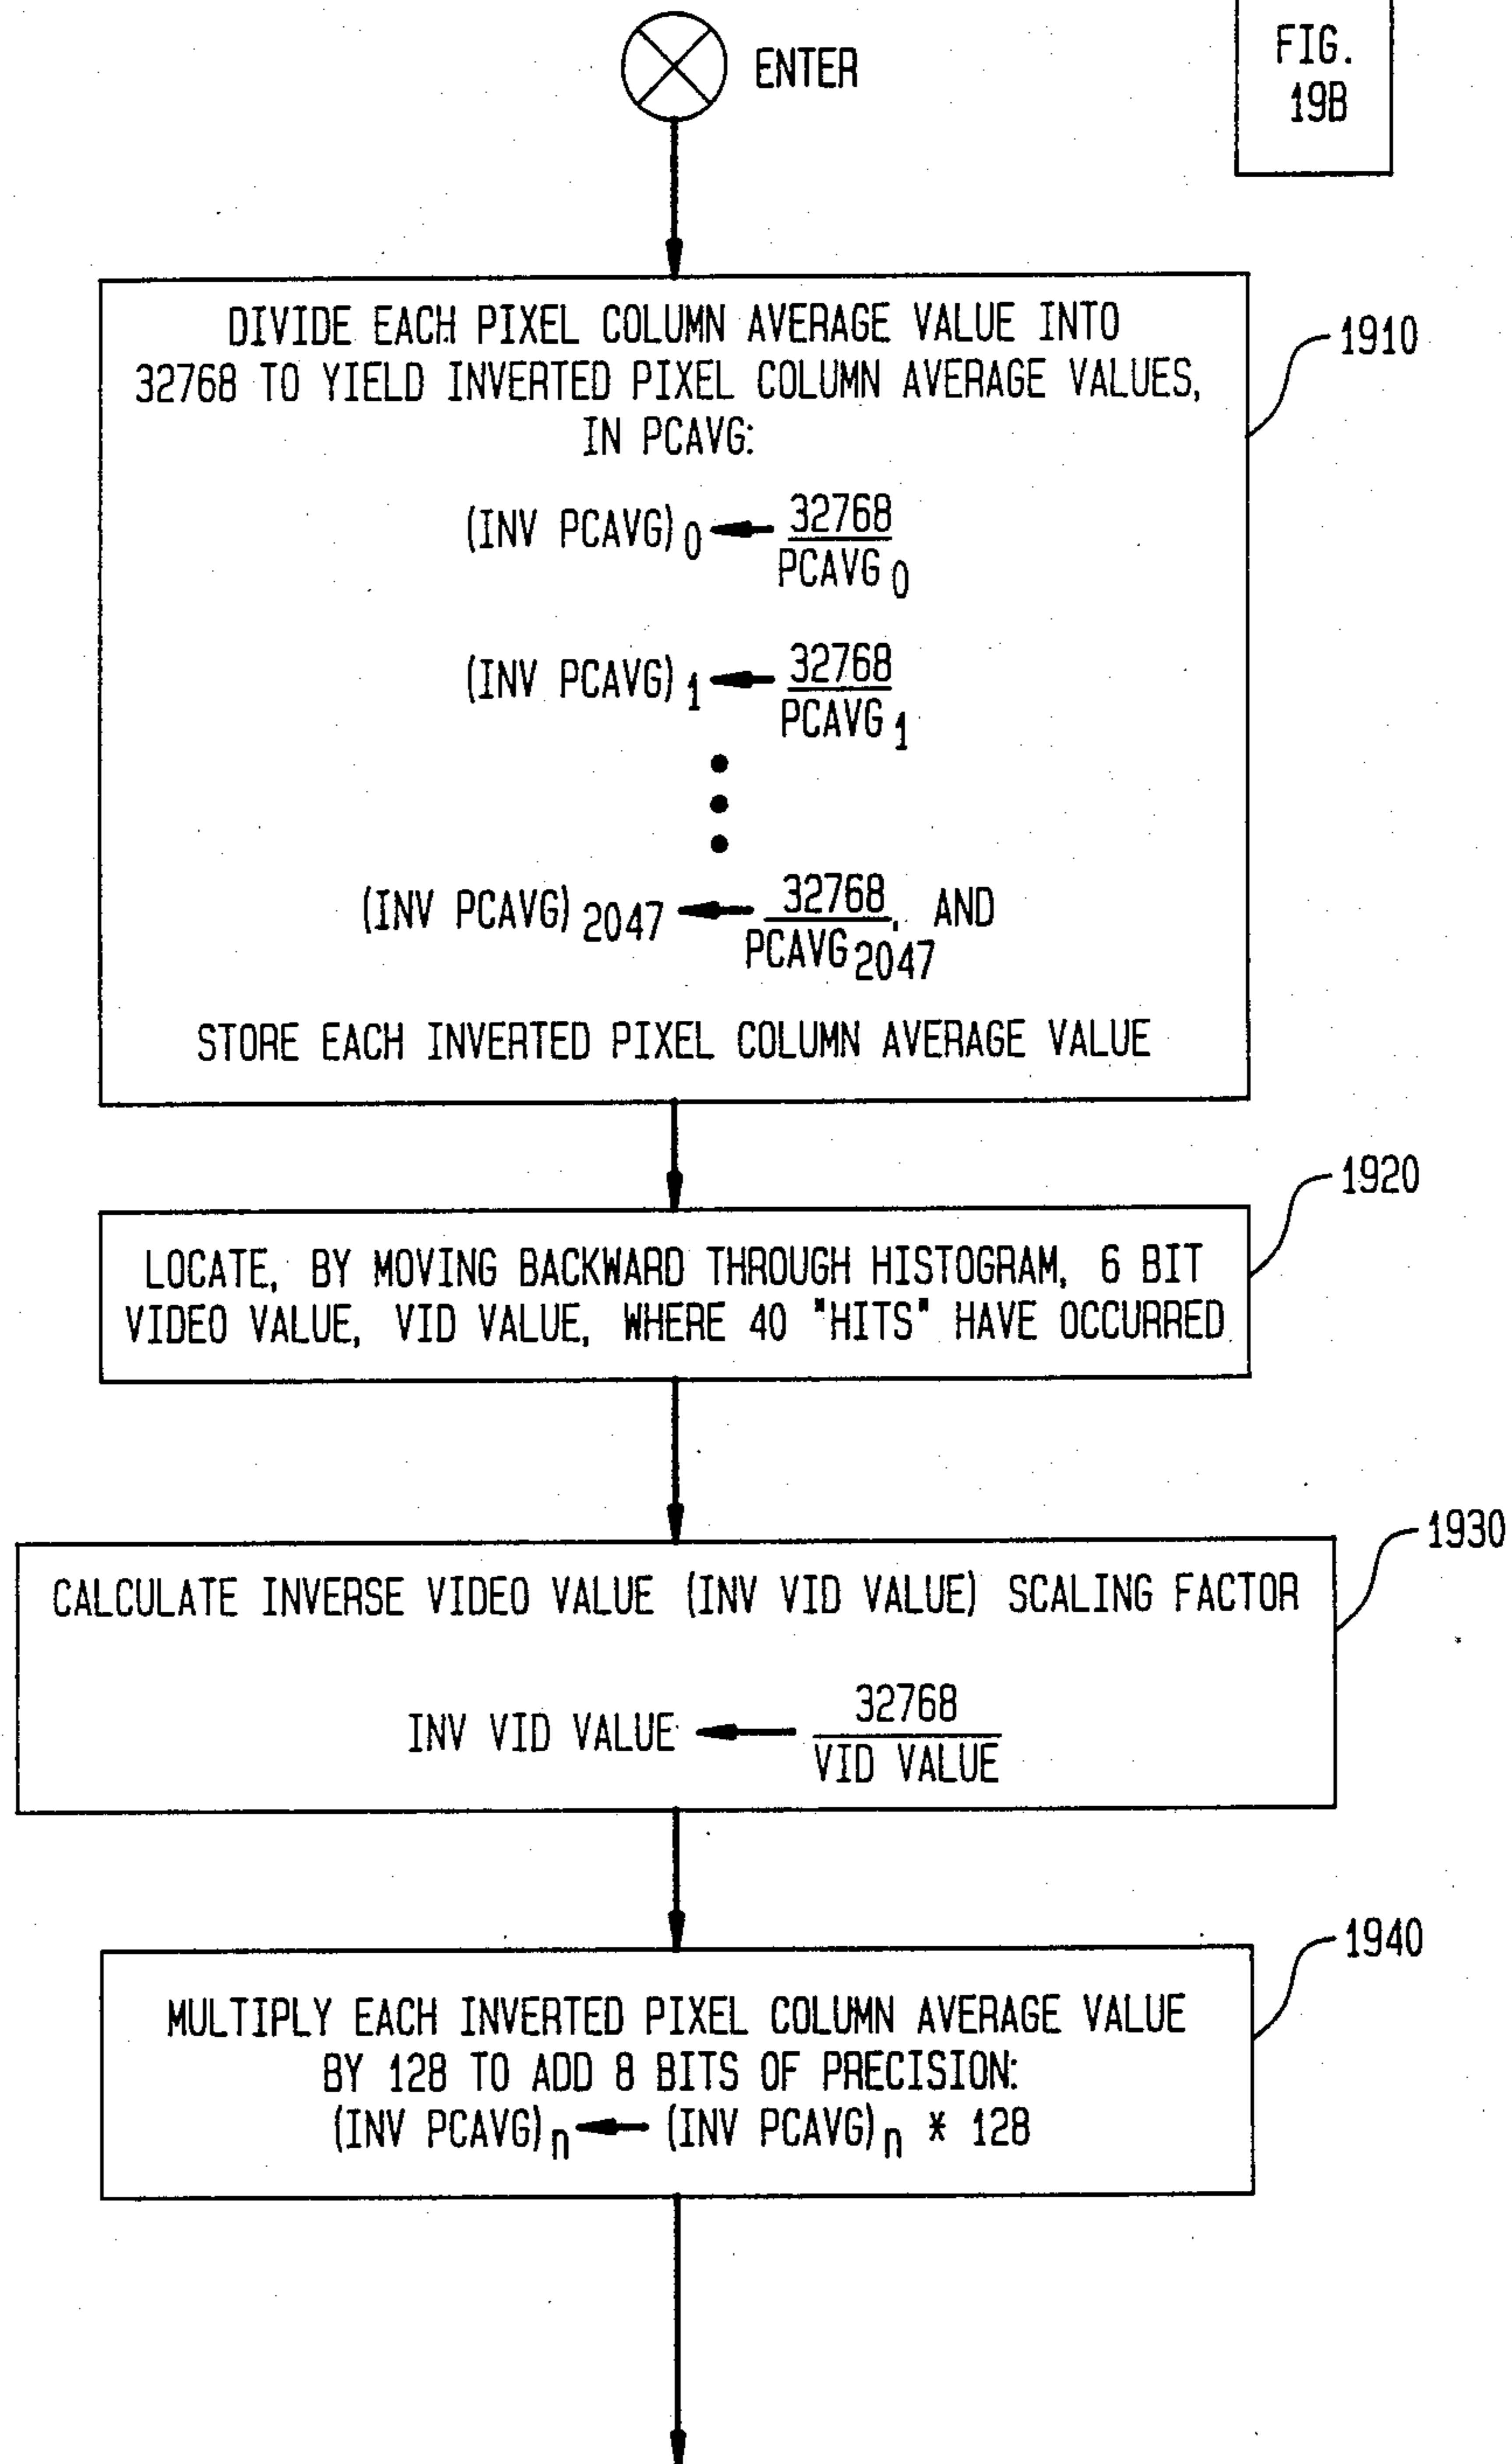 ENTER
FIG.
19B
DIVIDE EACH PIXEL COLUMN AVERAGE VALUE INTO
32768 TO YIELD INVERTED PIXEL COLUMN AVERAGE VALUES,
IN PCAVG:
(INV PCAVG)0 ← 32768
PCAVG0
(INV PCAVG)1 ← 32768
PCAVG1
(INV PCAVG)2047 ← 32768, AND
PCAVG2047
STORE EACH INVERTED PIXEL COLUMN AVERAGE VALUE
1910
LOCATE, BY MOVING BACKWARD THROUGH HISTOGRAM, 6 BIT
VIDEO VALUE, VID VALUE, WHERE 40 "HITS" HAVE OCCURRED
1920
CALCULATE INVERSE VIDEO VALUE (INV VID VALUE) SCALING FACTOR
INV VID VALUE ← 32768
VID VALUE
1930
MULTIPLY EACH INVERTED PIXEL COLUMN AVERAGE VALUE
BY 128 TO ADD 8 BITS OF PRECISION:
(INV PCAVG)n ← (INV PCAVG)n * 128
1940